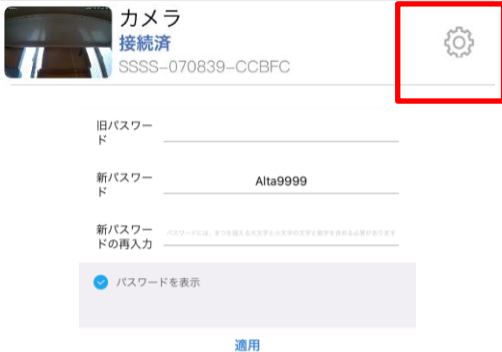 カメラ
接続済
SSSS-070839-CCBFC
旧パスワー
ド
新パスワー
ド
Alta9999
新パスワー
ドの再入力
パスワードを表示
適用